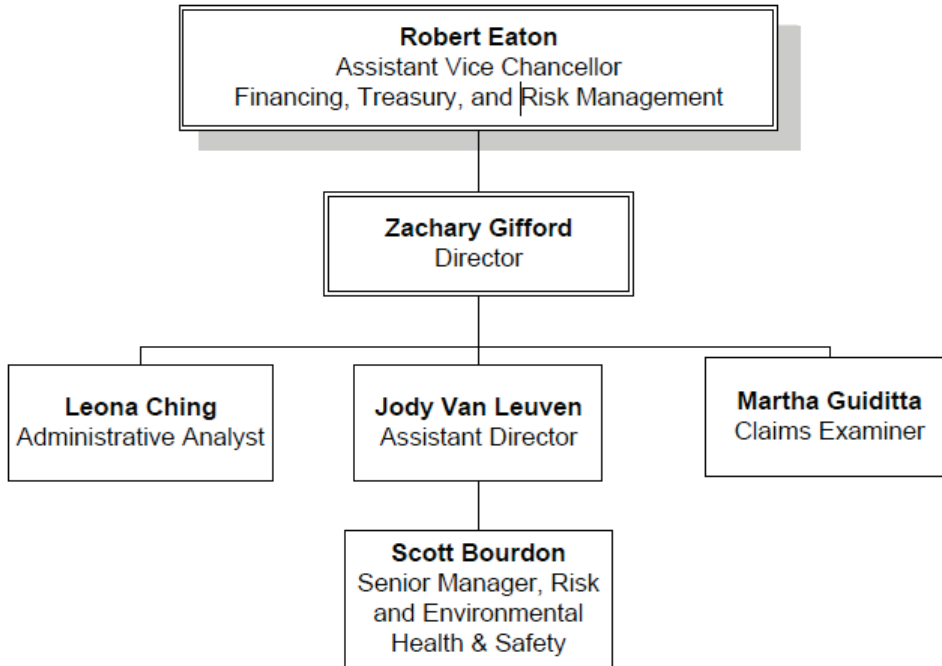 Robert Eaton
Assistant Vice Chancellor
Financing, Treasury, and Risk Management
Zachary Gifford
Director
Leona Ching
Administrative Analyst
Jody Van Leuven
Assistant Director
Martha Guiditta
Claims Examiner
Scott Bourdon
Senior Manager, Risk
and Environmental
Health & Safety